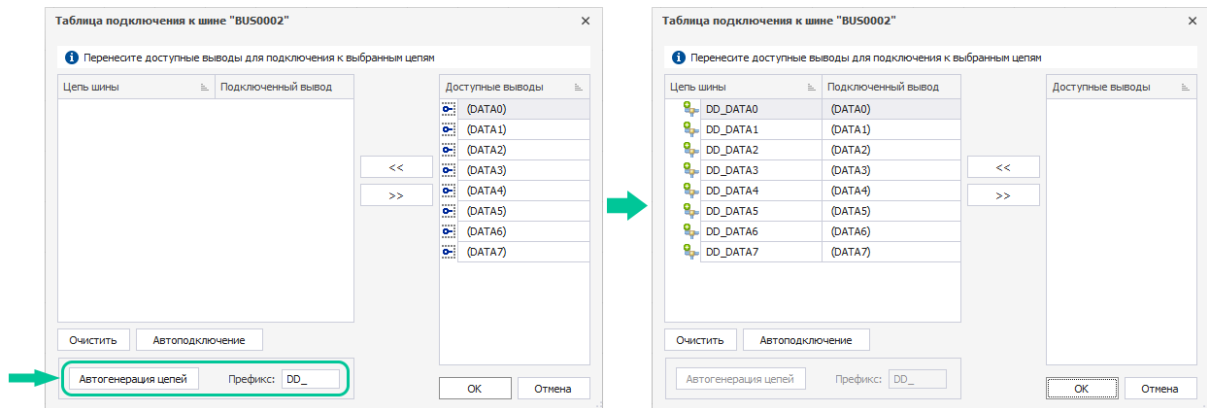 Таблица подключения к шине "BUS0002"
Перенесите доступные выводы для подключения к выбранным цепям
Цепь шины Подключенный вывод Доступные выводы
(DATA0)
(DATA1)
(DATA2)
(DATA3)
<<
(DATA4)
>>
(DATA5)
(DATA6)
(DATA7)
Очистить Автоподключение
Автогенерация цепей Префикс: DD_
ОК Отмена
Таблица подключения к шине "BUS0002"
Перенесите доступные выводы для подключения к выбранным цепям
Цепь шины Подключенный вывод Доступные выводы
DD_DATA0 (DATA0)
DD_DATA1 (DATA1)
DD_DATA2 (DATA2)
DD_DATA3 (DATA3)
<<
DD_DATA4 (DATA4)
>>
DD_DATA5 (DATA5)
DD_DATA6 (DATA6)
DD_DATA7 (DATA7)
Очистить Автоподключение
Автогенерация цепей Префикс: DD_
ОК Отмена